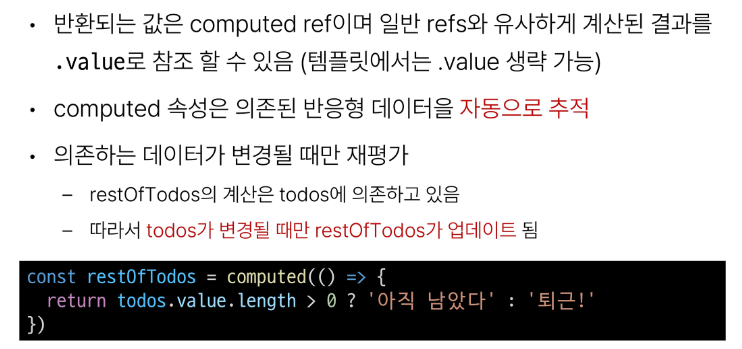 • 반환되는 값은 computed ref이며 일반 refs와 유사하게 계산된 결과를
.value로 참조 할 수 있음 (템플릿에서는 .value 생략 가능)
• computed 속성은 의존된 반응형 데이터를 자동으로 추적
• 의존하는 데이터가 변경될 때만 재평가
– restOfTodos의 계산은 todos에 의존하고 있음
– 따라서 todos가 변경될 때만 restOfTodos가 업데이트 됨
const restOfTodos = computed(() => {
  return todos.value.length > 0 ? '아직 남았다' : '퇴근!'
})